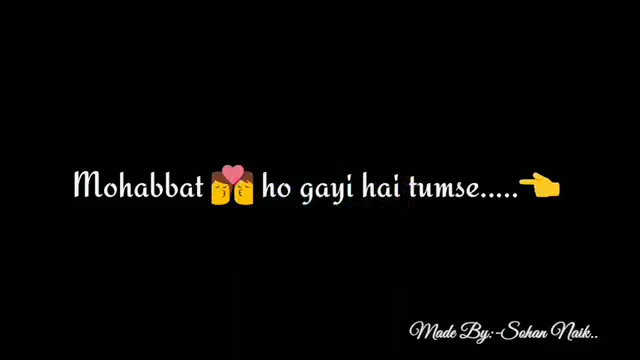 Mohabbat 💏 ho gayi hai tumse.....👈
Made By:-Sohan Naik..